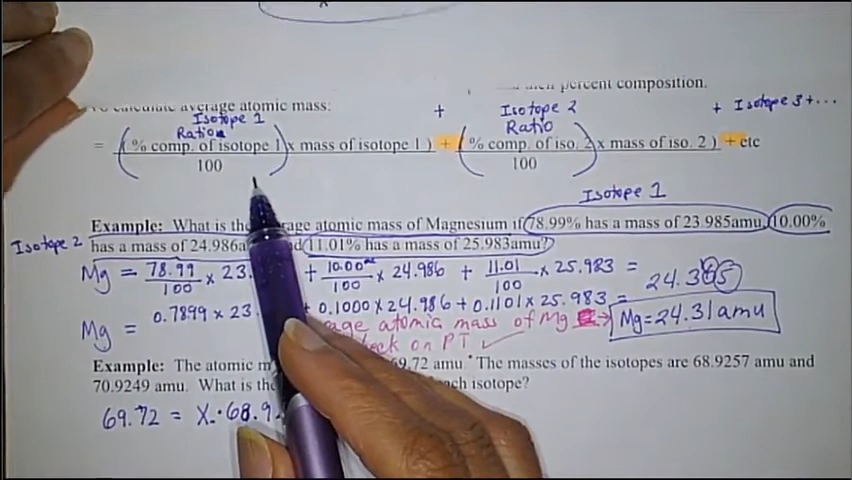 their percent composition.
To calculate average atomic mass:
Isotope 1 + Isotope 2 + Isotope 3 + ...
Ratio Ratio
= ( % comp. of isotope 1 x mass of isotope 1 ) + ( % comp. of iso. 2 x mass of iso. 2 ) + etc
100 100
Isotope 1
Example: What is the average atomic mass of Magnesium if 78.99% has a mass of 23.985amu, 10.00%
Isotope 2 has a mass of 24.986a 11.01% has a mass of 25.983amu?
Mg = 78.99/100 x 23. + 10.00/100 x 24.986 + 11.01/100 x 25.983 = 24.305
Mg = 0.7899 x 23. + 0.1000 x 24.986 + 0.1101 x 25.983 =
atomic mass of Mg → Mg = 24.31 amu
on PT ✓
Example: The atomic 69.72 amu. The masses of the isotopes are 68.9257 amu and
70.9249 amu. What is the each isotope?
69.72 = X · 68.9